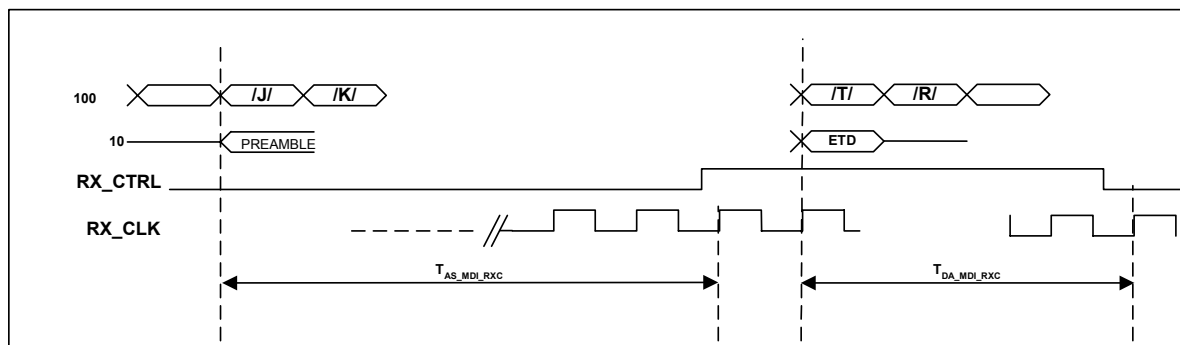 100 /J/ /K/ /T/ /R/
10 PREAMBLE ETD
RX_CTRL
RX_CLK
TAS_MDI_RXC TDA_MDI_RXC